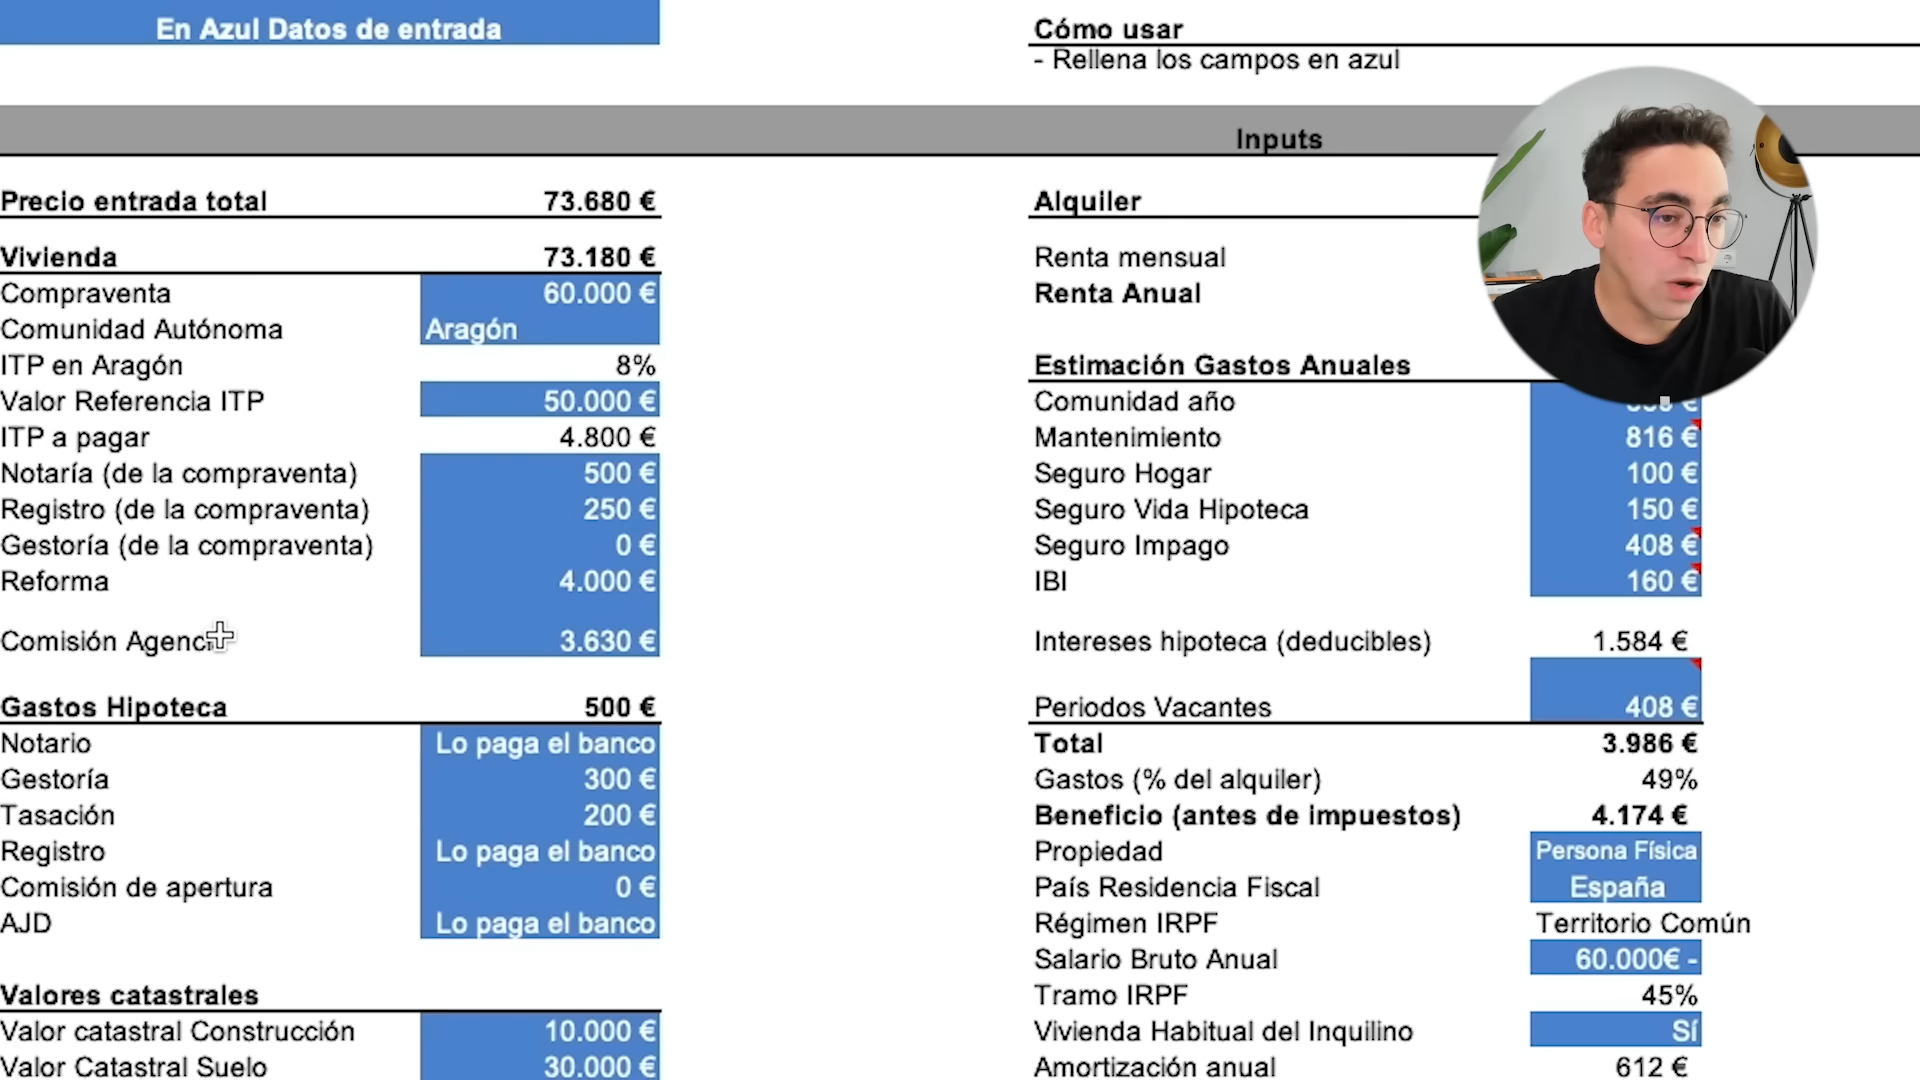 En Azul Datos de entrada
Cómo usar
- Rellena los campos en azul
Inputs
Precio entrada total 73.680 €
Vivienda 73.180 €
Compraventa 60.000 €
Comunidad Autónoma Aragón
ITP en Aragón 8%
Valor Referencia ITP 50.000 €
ITP a pagar 4.800 €
Notaría (de la compraventa) 500 €
Registro (de la compraventa) 250 €
Gestoría (de la compraventa) 0 €
Reforma 4.000 €
Comisión 3.630 €
Gastos Hipoteca 500 €
Notario Lo paga el banco
Gestoría 300 €
Tasación 200 €
Registro Lo paga el banco
Comisión de apertura 0 €
AJD Lo paga el banco
Valores catastrales
Valor catastral Construcción 10.000 €
Valor Catastral Suelo 30.000 €
Alquiler
Renta mensual
Renta Anual
Estimación Gastos Anuales
Comunidad año
Mantenimiento 816 €
Seguro Hogar 100 €
Seguro Vida Hipoteca 150 €
Seguro Impago 408 €
IBI 160 €
Intereses hipoteca (deducibles) 1.584 €
Periodos Vacantes 408 €
Total 3.986 €
Gastos (% del alquiler) 49%
Beneficio (antes de impuestos) 4.174 €
Propiedad Persona Física
País Residencia Fiscal España
Régimen IRPF Territorio Común
Salario Bruto Anual 60.000€ -
Tramo IRPF 45%
Vivienda Habitual del Inquilino Sí
Amortización anual 612 €